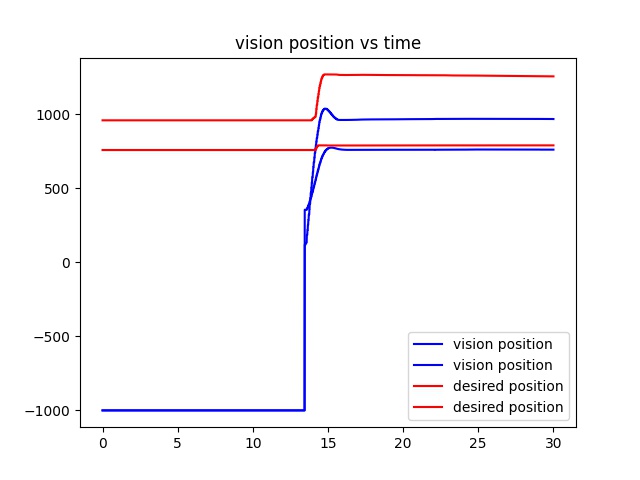 vision position vs time
1000
500
0
−500
−1000
0 5 10 15 20 25 30
vision position
vision position
desired position
desired position